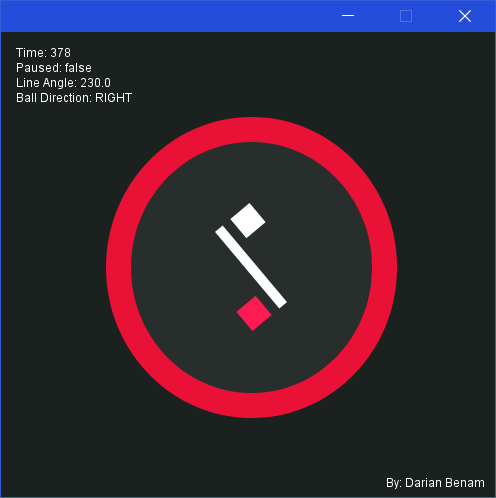 Time: 378
Paused: false
Line Angle: 230.0
Ball Direction: RIGHT
By: Darian Benam